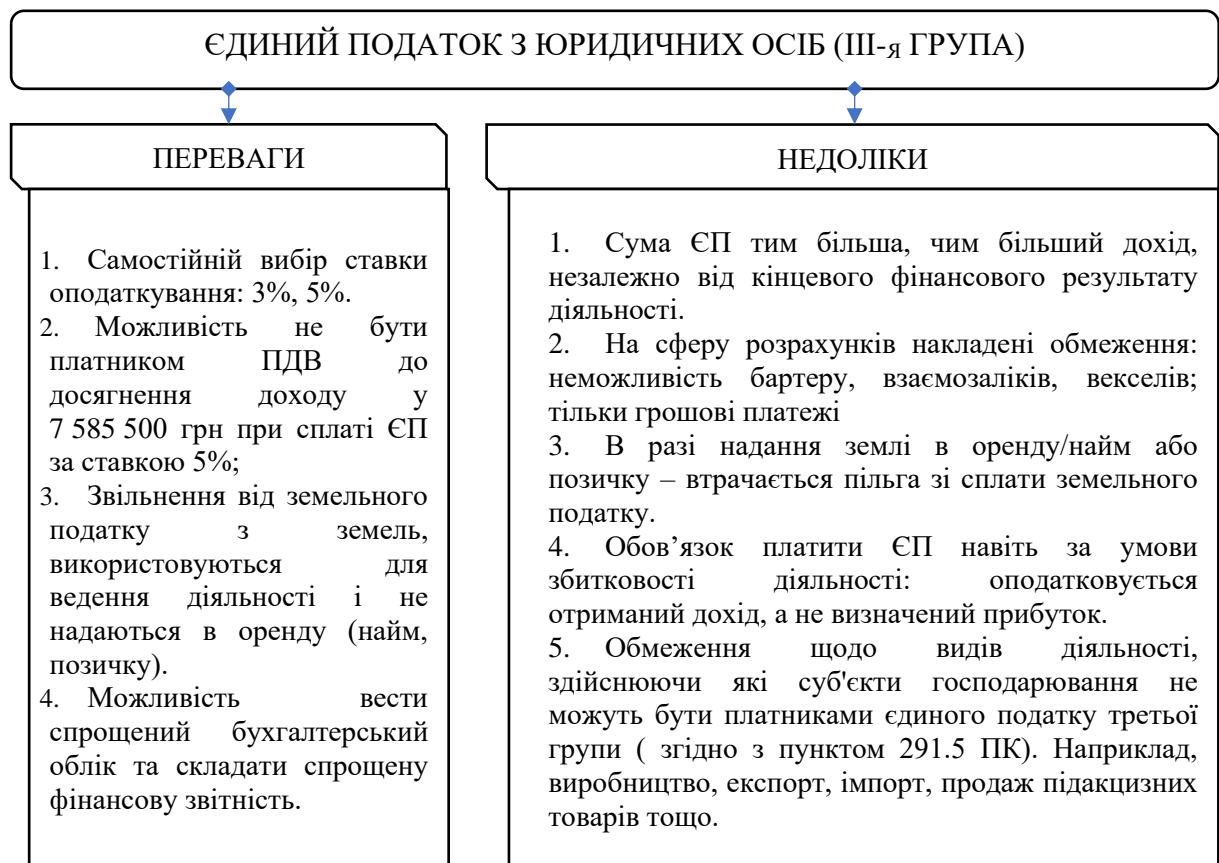 ЄДИНИЙ ПОДАТОК З ЮРИДИЧНИХ ОСІБ (ІІІ-я ГРУПА)
ПЕРЕВАГИ
1. Самостійній вибір ставки
оподаткування: 3%, 5%.
2. Можливість не бути
платником ПДВ до
досягнення доходу у
7 585 500 грн при сплаті ЄП
за ставкою 5%;
3. Звільнення від земельного
податку з земель,
використовуються для
ведення діяльності і не
надаються в оренду (найм,
позичку).
4. Можливість вести
спрощений бухгалтерський
облік та складати спрощену
фінансову звітність.
НЕДОЛІКИ
1. Сума ЄП тим більша, чим більший дохід,
незалежно від кінцевого фінансового результату
діяльності.
2. На сферу розрахунків накладені обмеження:
неможливість бартеру, взаємозаліків, векселів;
тільки грошові платежі
3. В разі надання землі в оренду/найм або
позичку – втрачається пільга зі сплати земельного
податку.
4. Обов’язок платити ЄП навіть за умови
збитковості діяльності: оподатковується
отриманий дохід, а не визначений прибуток.
5. Обмеження щодо видів діяльності,
здійснюючи які суб'єкти господарювання не
можуть бути платниками єдиного податку третьої
групи ( згідно з пунктом 291.5 ПК). Наприклад,
виробництво, експорт, імпорт, продаж підакцизних
товарів тощо.